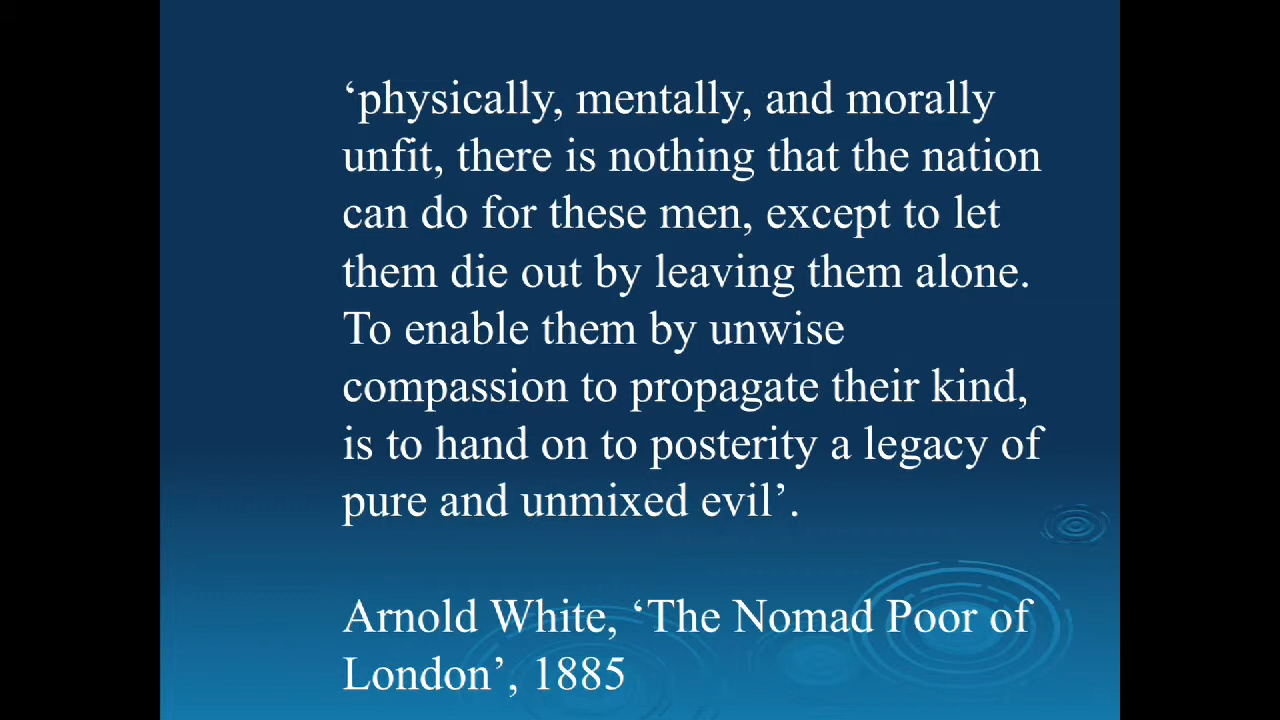 ‘physically, mentally, and morally
unfit, there is nothing that the nation
can do for these men, except to let
them die out by leaving them alone.
To enable them by unwise
compassion to propagate their kind,
is to hand on to posterity a legacy of
pure and unmixed evil’.
Arnold White, ‘The Nomad Poor of
London’, 1885